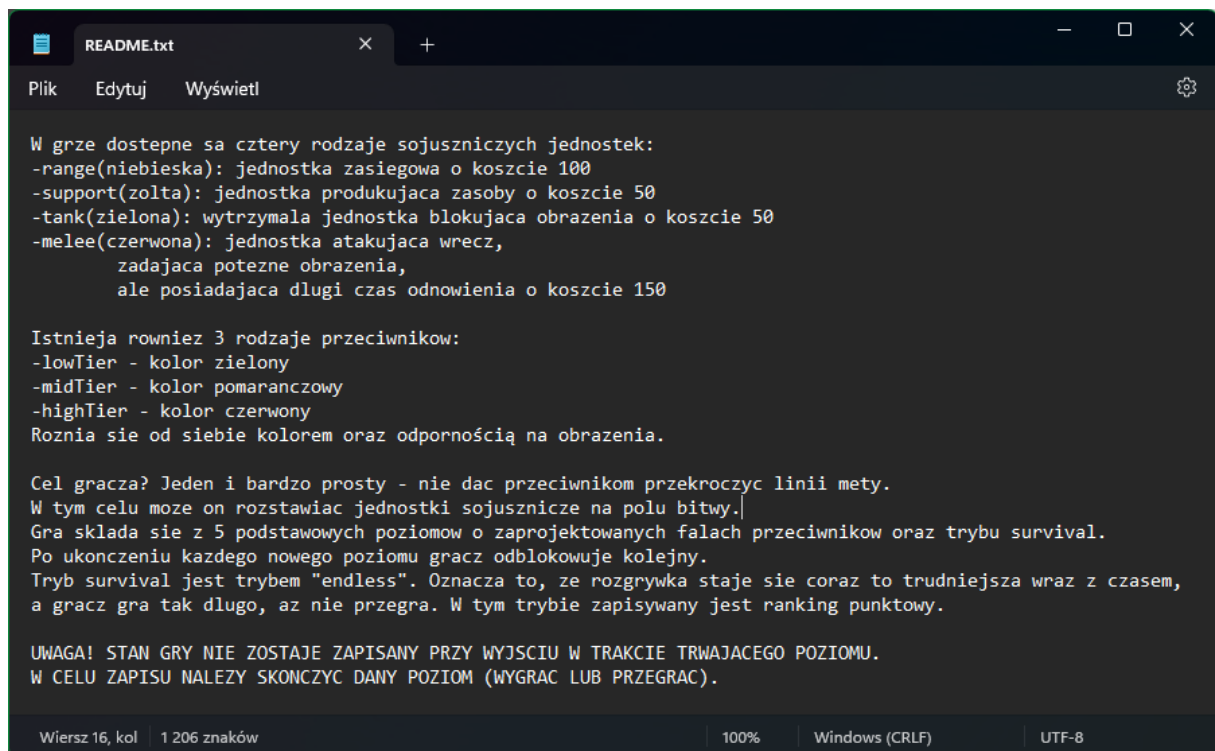 README.txt
Plik Edytuj Wyświetl
W grze dostepne sa cztery rodzaje sojuszniczych jednostek:
-range(niebieska): jednostka zasiegowa o koszcie 100
-support(zolta): jednostka produkujaca zasoby o koszcie 50
-tank(zielona): wytrzymala jednostka blokujaca obrazenia o koszcie 50
-melee(czerwona): jednostka atakujaca wrecz,
zadajaca potezne obrazenia,
ale posiadajaca dlugi czas odnowienia o koszcie 150
Istnieja rowniez 3 rodzaje przeciwnikow:
-lowTier - kolor zielony
-midTier - kolor pomaranczowy
-highTier - kolor czerwony
Roznia sie od siebie kolorem oraz odpornością na obrazenia.
Cel gracza? Jeden i bardzo prosty - nie dac przeciwnikom przekroczyc linii mety.
W tym celu moze on rozstawiac jednostki sojusznicze na polu bitwy.
Gra sklada sie z 5 podstawowych poziomow o zaprojektowanych falach przeciwnikow oraz trybu survival.
Po ukonczeniu kazdego nowego poziomu gracz odblokowuje kolejny.
Tryb survival jest trybem "endless". Oznacza to, ze rozgrywka staje sie coraz to trudniejsza wraz z czasem,
a gracz gra tak dlugo, az nie przegra. W tym trybie zapisywany jest ranking punktowy.
UWAGA! STAN GRY NIE ZOSTAJE ZAPISANY PRZY WYJSCIU W TRAKCIE TRWAJACEGO POZIOMU.
W CELU ZAPISU NALEZY SKONCZYC DANY POZIOM (WYGRAC LUB PRZEGRAC).
Wiersz 16, kol 1 206 znaków 100% Windows (CRLF) UTF-8